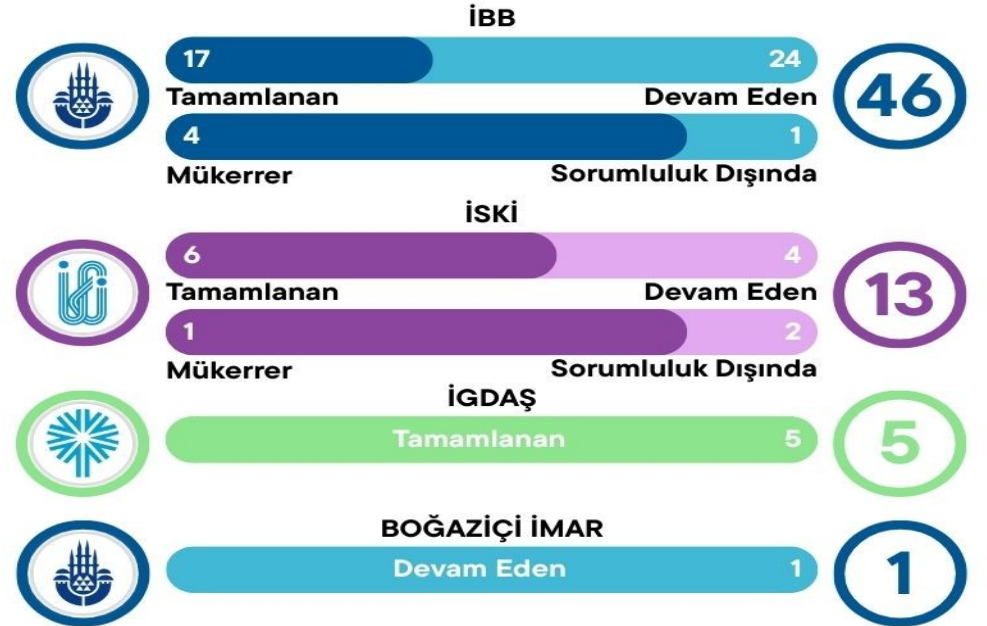 İBB
17 24
Tamamlanan Devam Eden 46
4 1
Mükerrer Sorumluluk Dışında
İSKİ
6 4
Tamamlanan Devam Eden 13
1 2
Mükerrer Sorumluluk Dışında
İGDAŞ
Tamamlanan 5 5
BOĞAZİÇİ İMAR
Devam Eden 1 1